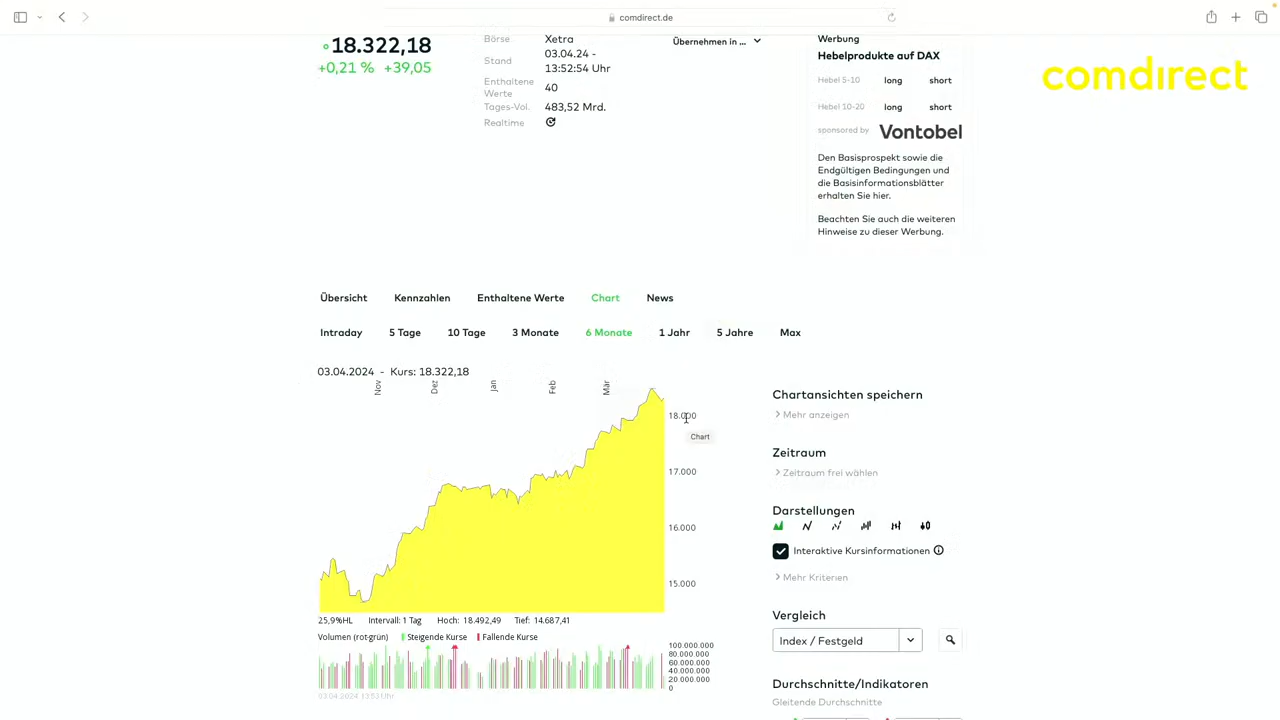 comdirect.de
18.322,18
+0,21 % +39,05
Börse Xetra
Stand 03.04.24 -
13:52:54 Uhr
Enthaltene
Werte 40
Tages-Vol. 483,52 Mrd.
Realtime
Übernehmen in ...
Werbung
Hebelprodukte auf DAX
Hebel 5-10 long short
Hebel 10-20 long short
sponsored by Vontobel
Den Basisprospekt sowie die
Endgültigen Bedingungen und
die Basisinformationsblätter
erhalten Sie hier.
Beachten Sie auch die weiteren
Hinweise zu dieser Werbung.
comdirect
Übersicht Kennzahlen Enthaltene Werte Chart News
Intraday 5 Tage 10 Tage 3 Monate 6 Monate 1 Jahr 5 Jahre Max
03.04.2024 - Kurs: 18.322,18
Nov Dez Jan Feb Mär
18.000
Chart
17.000
16.000
15.000
25,9%HL Intervall: 1 Tag Hoch: 18.492,49 Tief: 14.687,41
Volumen (rot-grün) Steigende Kurse Fallende Kurse
100.000.000
80.000.000
60.000.000
40.000.000
20.000.000
0
03.04.2024 13:53 Uhr
Chartansichten speichern
Mehr anzeigen
Zeitraum
Zeitraum frei wählen
Darstellungen
Interaktive Kursinformationen
Mehr Kriterien
Vergleich
Index / Festgeld
Durchschnitte/Indikatoren
Gleitende Durchschnitte